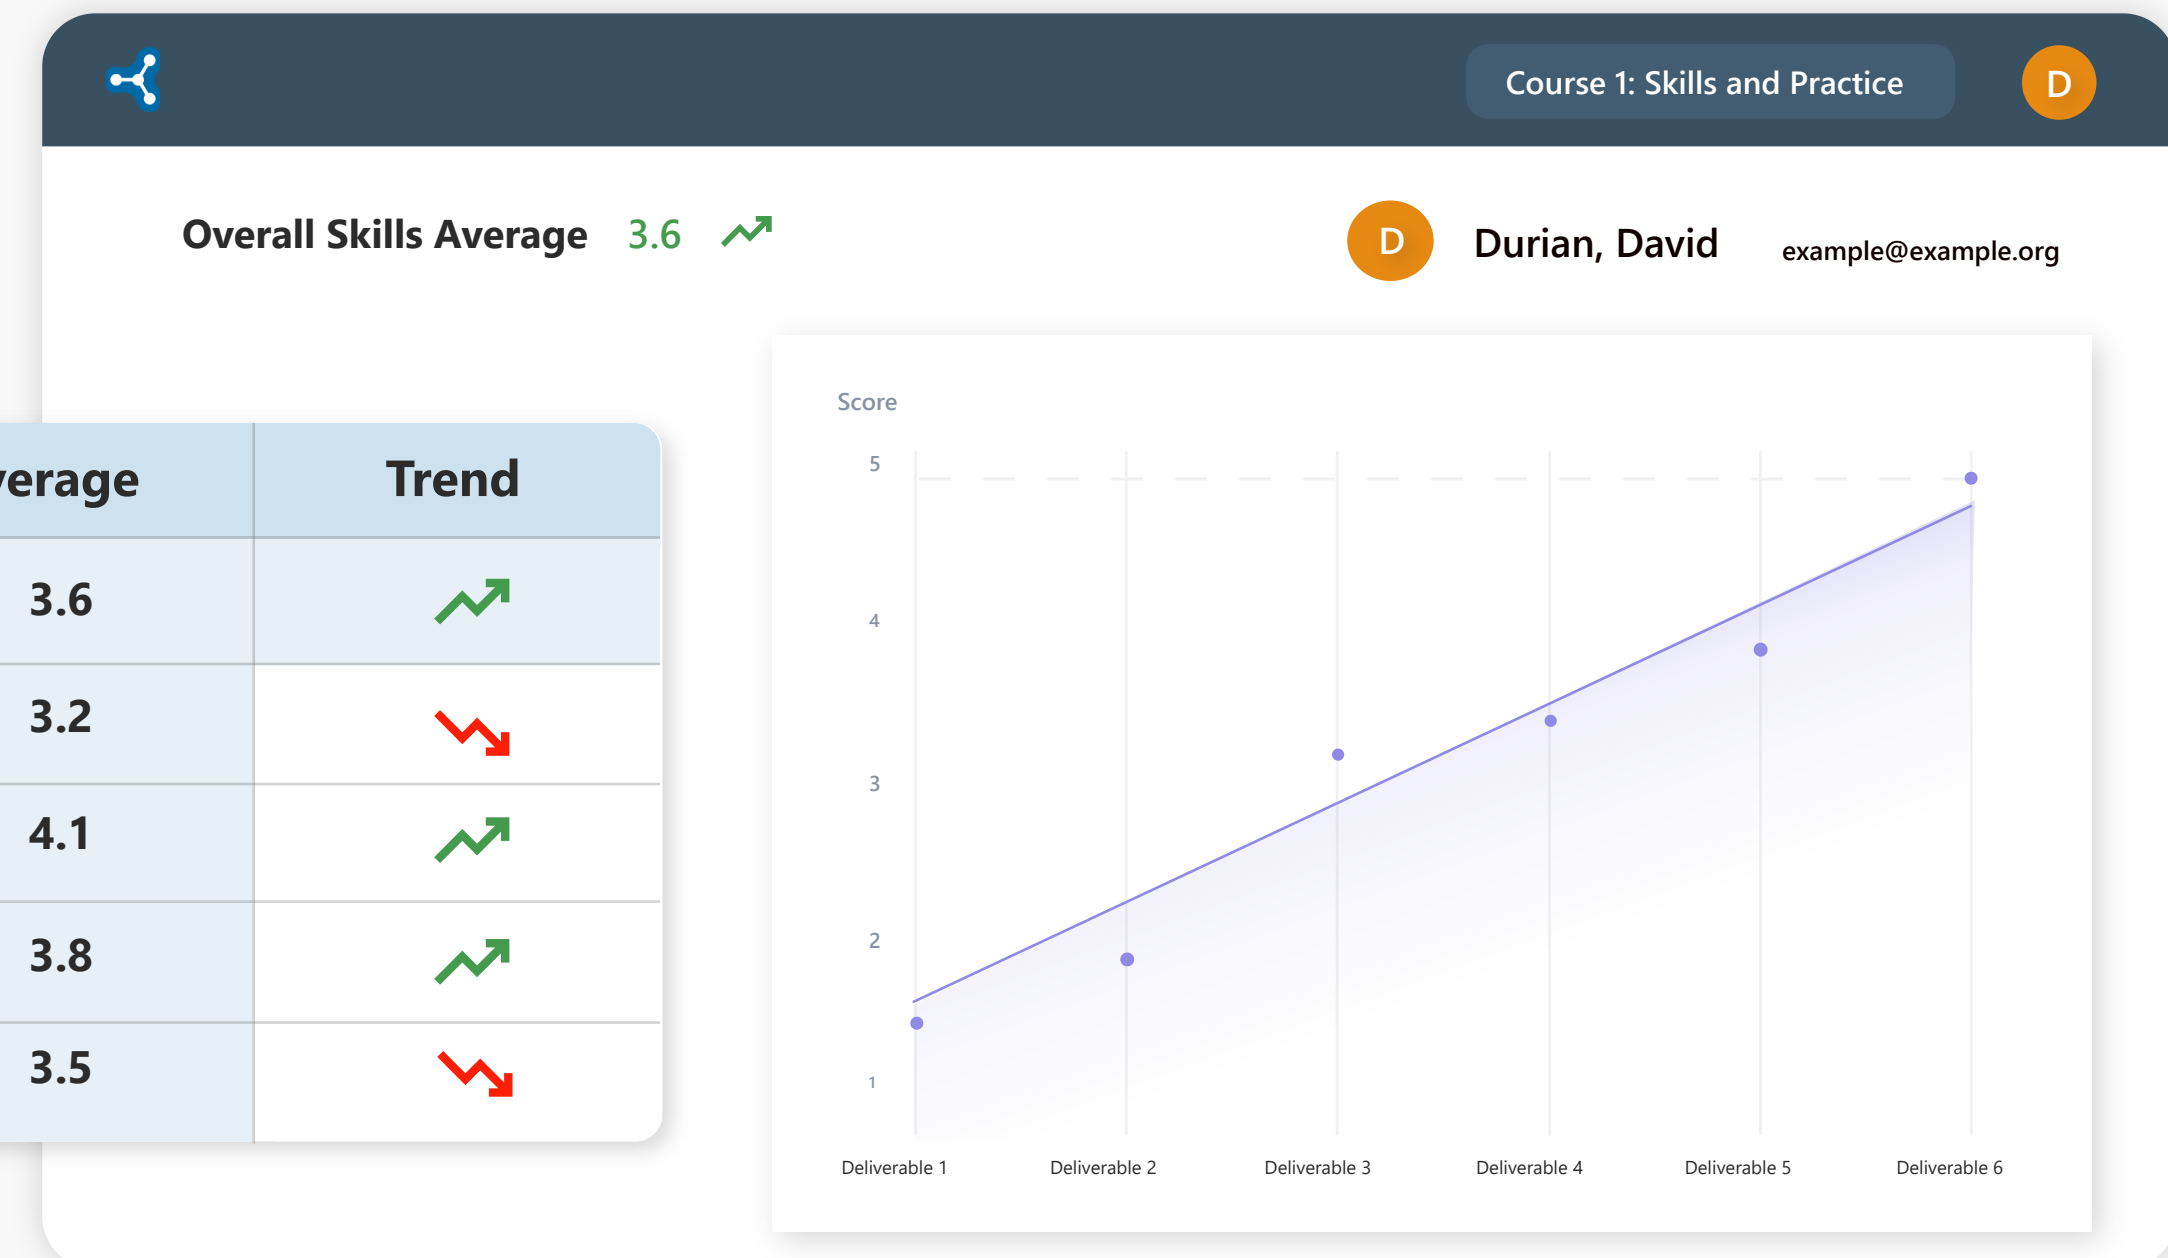 Course 1: Skills and Practice
D
Overall Skills Average 3.6
D
Durian, David
example@example.org
verage Trend
3.6
3.2
4.1
3.8
3.5
Score
5
4
3
2
1
Deliverable 1 Deliverable 2 Deliverable 3 Deliverable 4 Deliverable 5 Deliverable 6